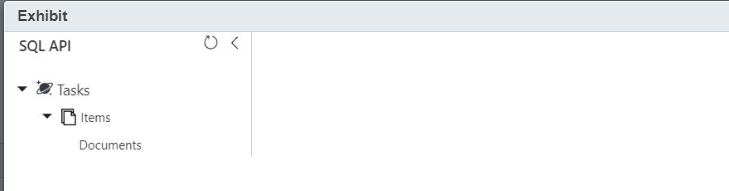 Exhibit
SQL API
Tasks
Items
Documents